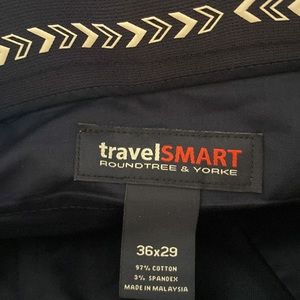 travelSMART
ROUNDTREE & YORKE
36x29
97% COTTON
3% SPANDEX
MADE IN MALAYSIA